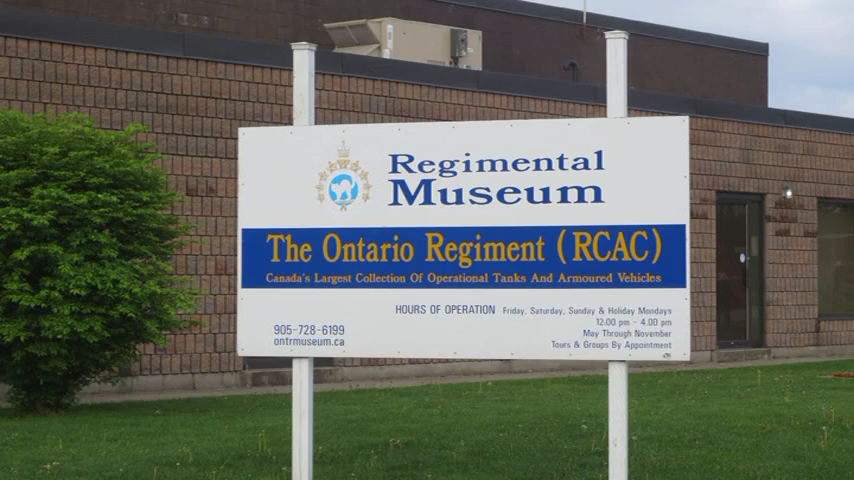 Regimental
Museum
The Ontario Regiment (RCAC)
Canada's Largest Collection Of Operational Tanks And Armoured Vehicles
HOURS OF OPERATION Friday, Saturday, Sunday & Holiday Mondays
12:00 pm - 4:00 pm
May Through November
Tours & Groups By Appointment
905-728-6199
ontrmuseum.ca